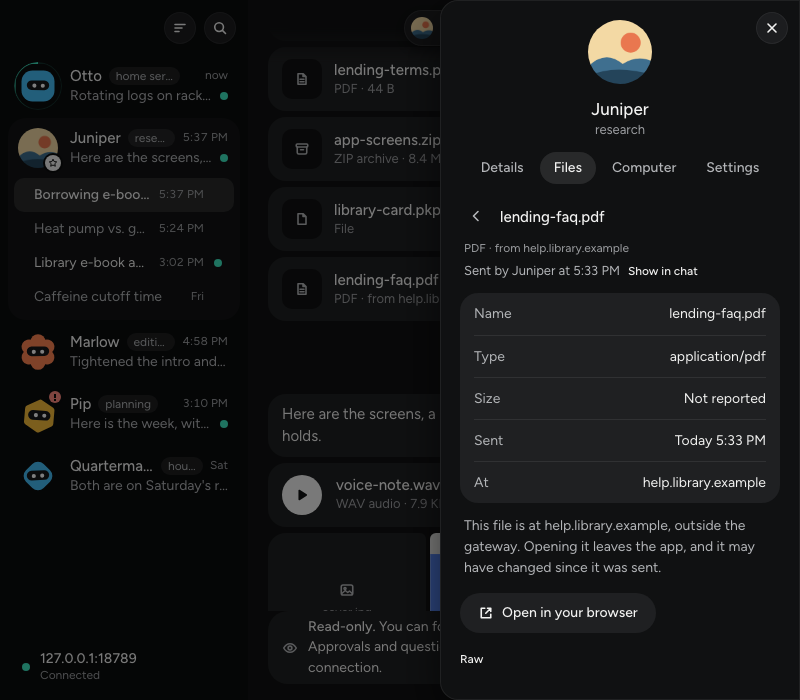 Otto home ser... now
Rotating logs on rack...
Juniper rese... 5:37 PM
Here are the screens,...
Borrowing e-boo... 5:37 PM
Heat pump vs. g... 5:24 PM
Library e-book a... 3:02 PM
Caffeine cutoff time Fri
Marlow editi... 4:58 PM
Tightened the intro and...
Pip planning 3:10 PM
Here is the week, wit...
Quarterma... hou... Sat
Both are on Saturday's r...
127.0.0.1:18789
Connected
lending-terms.p
PDF · 44 B
app-screens.zip
ZIP archive · 8.4 M
library-card.pkp
File
lending-faq.pdf
PDF · from help.lib
Here are the screens, a
holds.
voice-note.wav
WAV audio · 7.9 K
Read-only. You can fo
Approvals and questi
connection.
Juniper
research
Details Files Computer Settings
lending-faq.pdf
PDF · from help.library.example
Sent by Juniper at 5:33 PM Show in chat
Name lending-faq.pdf
Type application/pdf
Size Not reported
Sent Today 5:33 PM
At help.library.example
This file is at help.library.example, outside the
gateway. Opening it leaves the app, and it may
have changed since it was sent.
Open in your browser
Raw